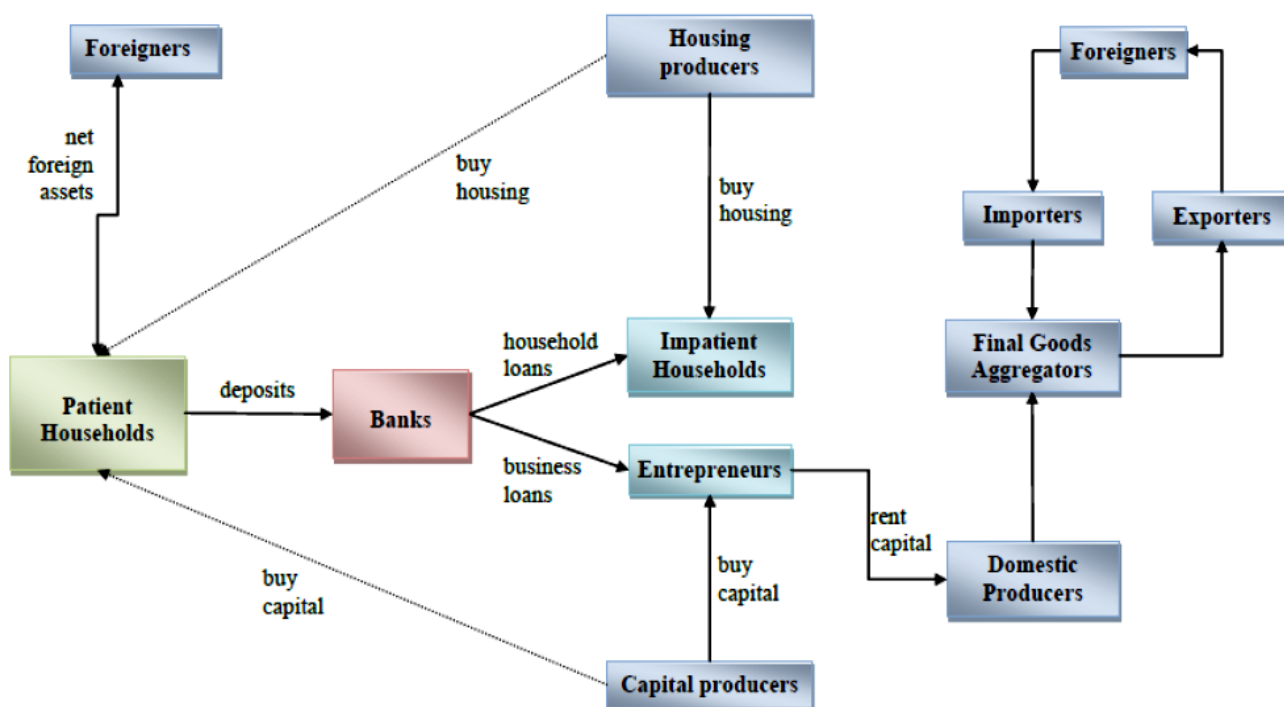 Foreigners
Housing
producers
Foreigners
net
foreign
assets
buy
housing
buy
housing
Importers
Exporters
household
loans
Impatient
Households
Final Goods
Aggregators
Patient
Households
deposits
Banks
business
loans
Entrepreneurs
rent
capital
buy
capital
buy
capital
Domestic
Producers
Capital producers